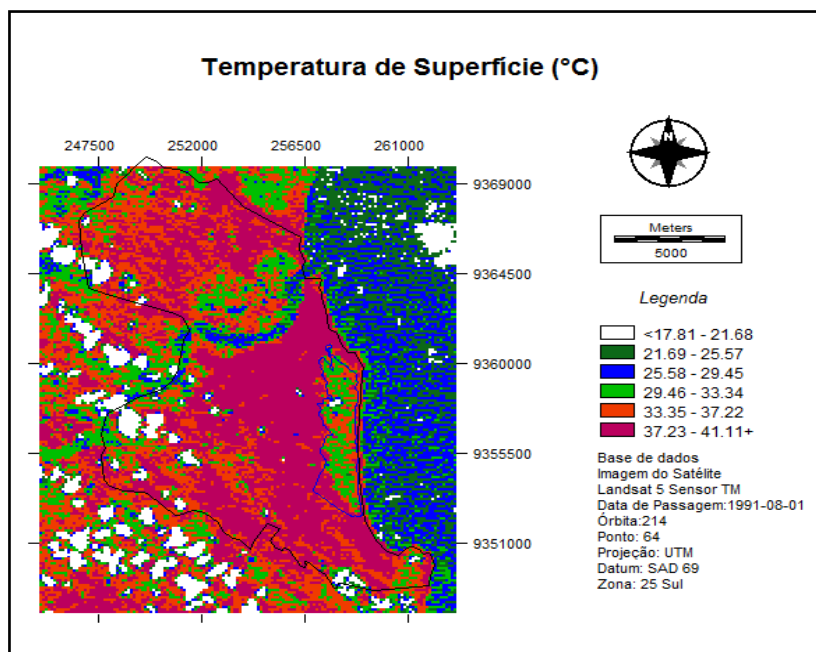 Temperatura de Superfície (°C)
247500 252000 256500 261000
9369000
9364500
9360000
9355500
9351000
N
Meters
5000
Legenda
<17.81 - 21.68
21.69 - 25.57
25.58 - 29.45
29.46 - 33.34
33.35 - 37.22
37.23 - 41.11+
Base de dados
Imagem do Satélite
Landsat 5 Sensor TM
Data de Passagem:1991-08-01
Órbita:214
Ponto: 64
Projeção: UTM
Datum: SAD 69
Zona: 25 Sul